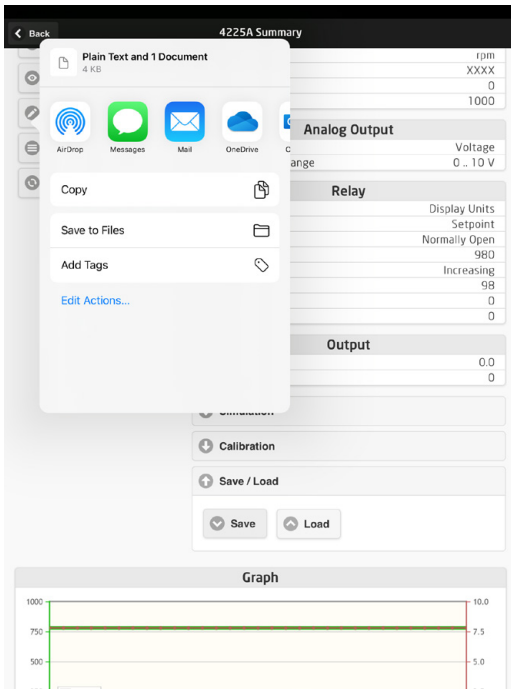 Back
4225A Summary
Plain Text and 1 Document
4 KB
AirDrop
Messages
Mail
OneDrive
Copy
Save to Files
Add Tags
Edit Actions...
rpm
XXXX
0
1000
Analog Output
Voltage
ange
0 .. 10 V
Relay
Display Units
Setpoint
Normally Open
980
Increasing
98
0
0
Output
0.0
0
Simulation
Calibration
Save / Load
Save
Load
Graph
1000
10.0
750
7.5
500
5.0